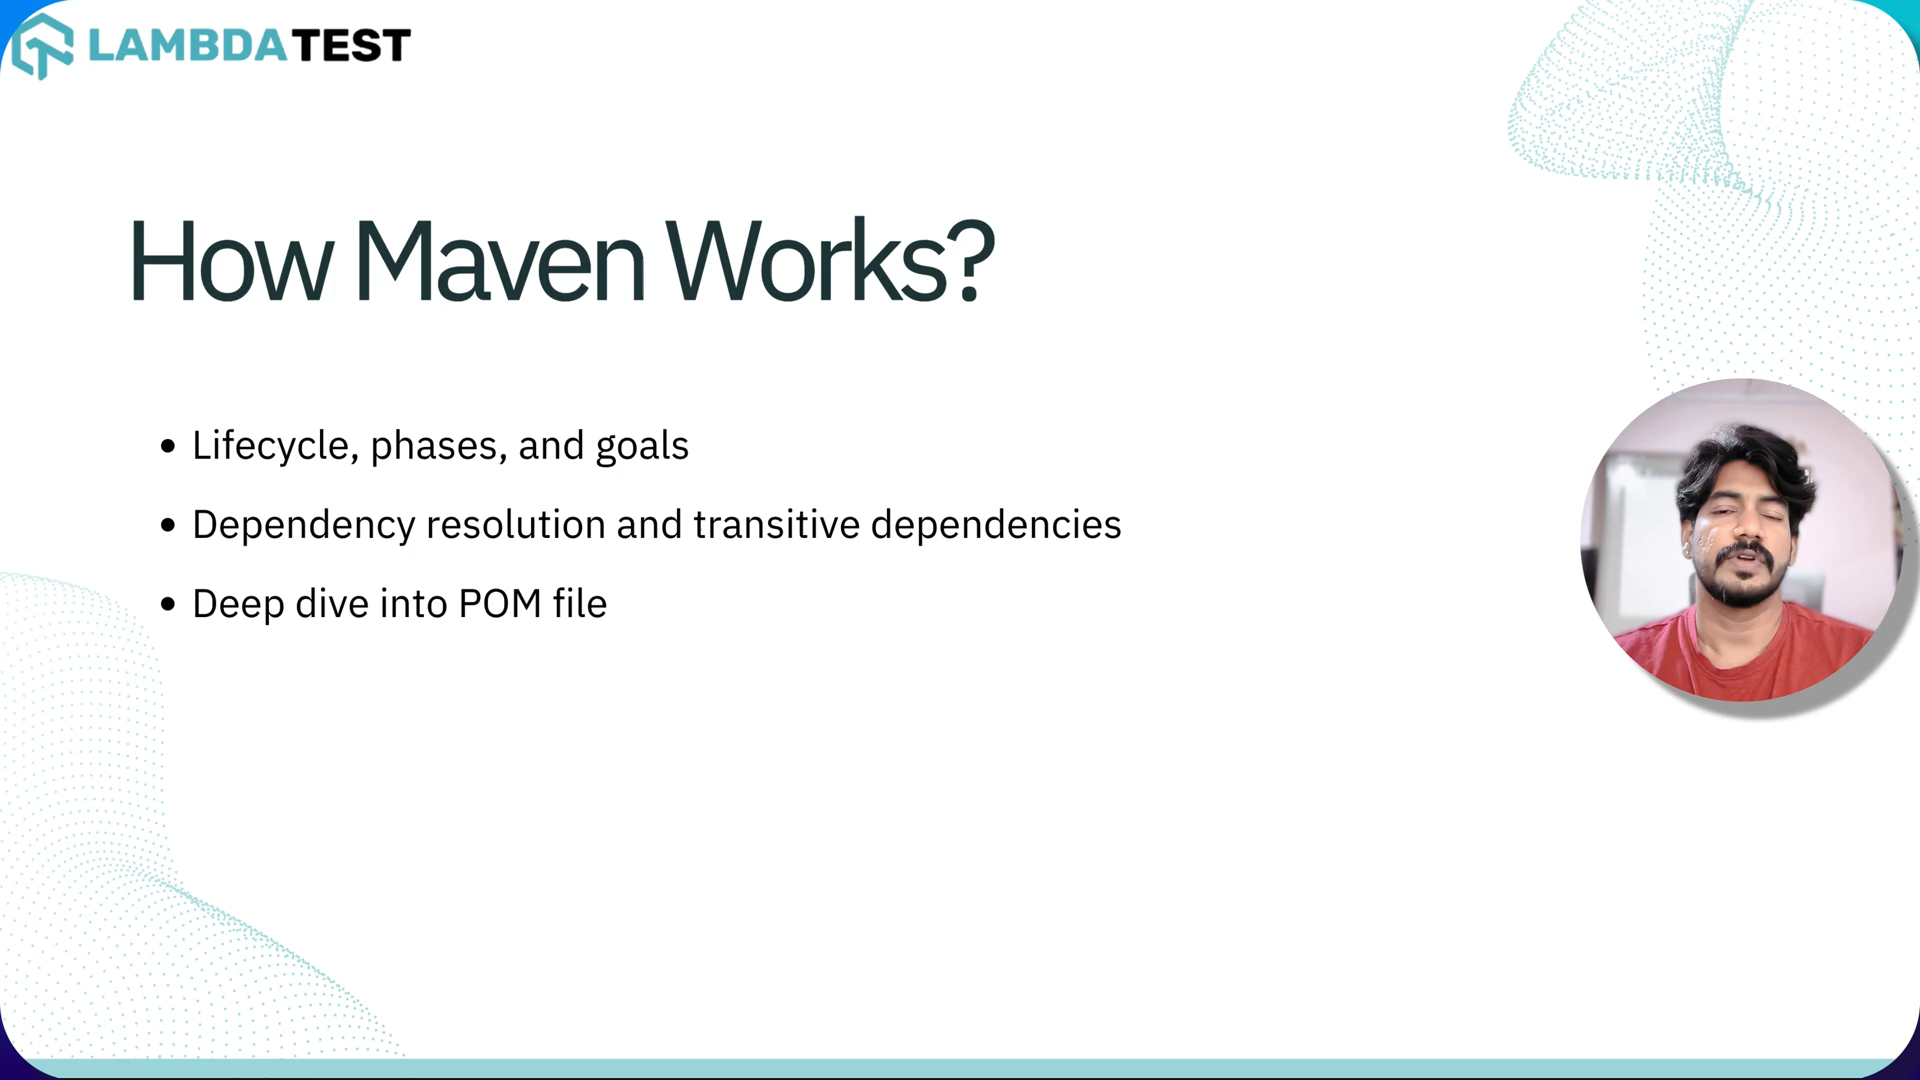 LAMBDATEST
How Maven Works?
• Lifecycle, phases, and goals
• Dependency resolution and transitive dependencies
• Deep dive into POM file